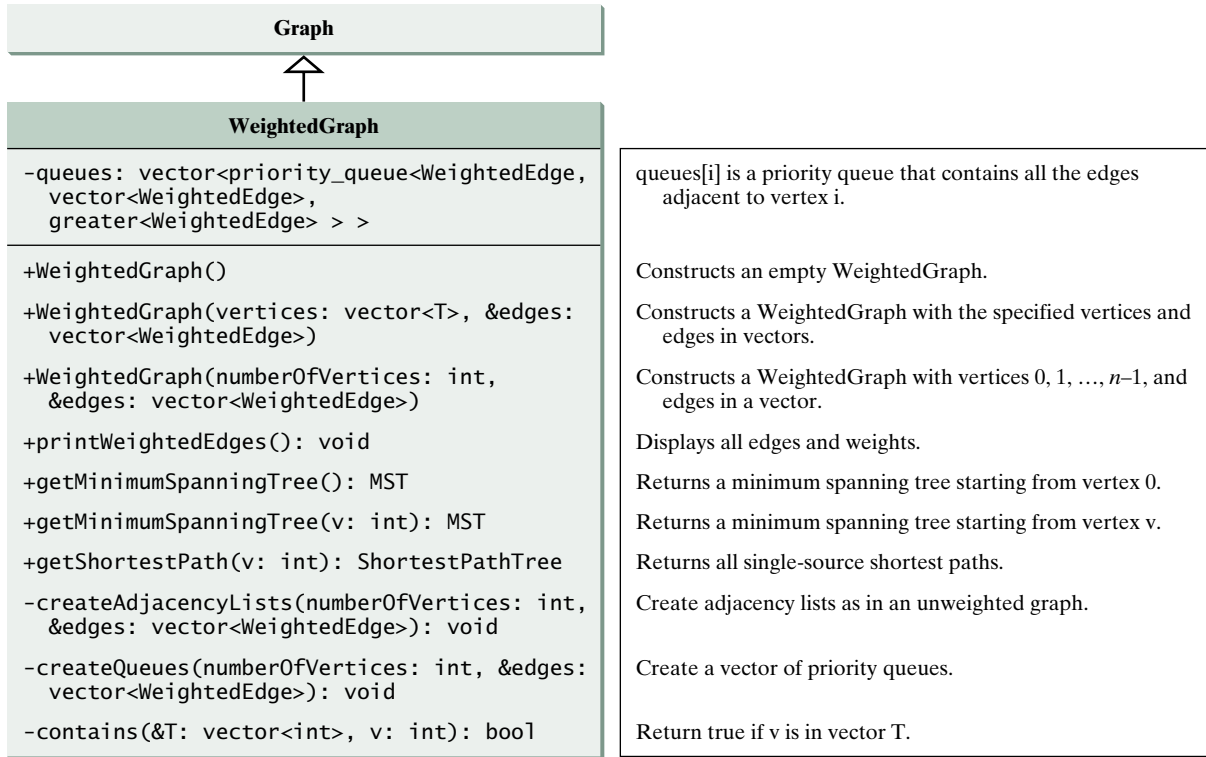 Graph
WeightedGraph
-queues: vector<priority_queue<WeightedEdge,
vector<WeightedEdge>,
greater<WeightedEdge> > >
queues[i] is a priority queue that contains all the edges
adjacent to vertex i.
+WeightedGraph()
Constructs an empty WeightedGraph.
+WeightedGraph(vertices: vector<T>, &edges:
vector<WeightedEdge>)
Constructs a WeightedGraph with the specified vertices and
edges in vectors.
+WeightedGraph(numberOfVertices: int,
&edges: vector<WeightedEdge>)
Constructs a WeightedGraph with vertices 0, 1, …, n–1, and
edges in a vector.
+printWeightedEdges(): void
Displays all edges and weights.
+getMinimumSpanningTree(): MST
Returns a minimum spanning tree starting from vertex 0.
+getMinimumSpanningTree(v: int): MST
Returns a minimum spanning tree starting from vertex v.
+getShortestPath(v: int): ShortestPathTree
Returns all single-source shortest paths.
-createAdjacencyLists(numberOfVertices: int,
&edges: vector<WeightedEdge>): void
Create adjacency lists as in an unweighted graph.
-createQueues(numberOfVertices: int, &edges:
vector<WeightedEdge>): void
Create a vector of priority queues.
-contains(&T: vector<int>, v: int): bool
Return true if v is in vector T.